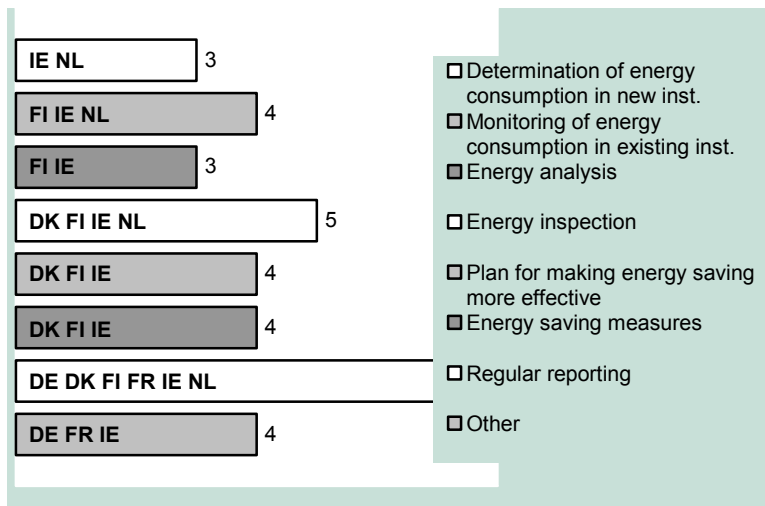 IE NL 3
FI IE NL 4
FI IE 3
DK FI IE NL 5
DK FI IE 4
DK FI IE 4
DE DK FI FR IE NL
DE FR IE 4
Determination of energy
consumption in new inst.
Monitoring of energy
consumption in existing inst.
Energy analysis
Energy inspection
Plan for making energy saving
more effective
Energy saving measures
Regular reporting
Other